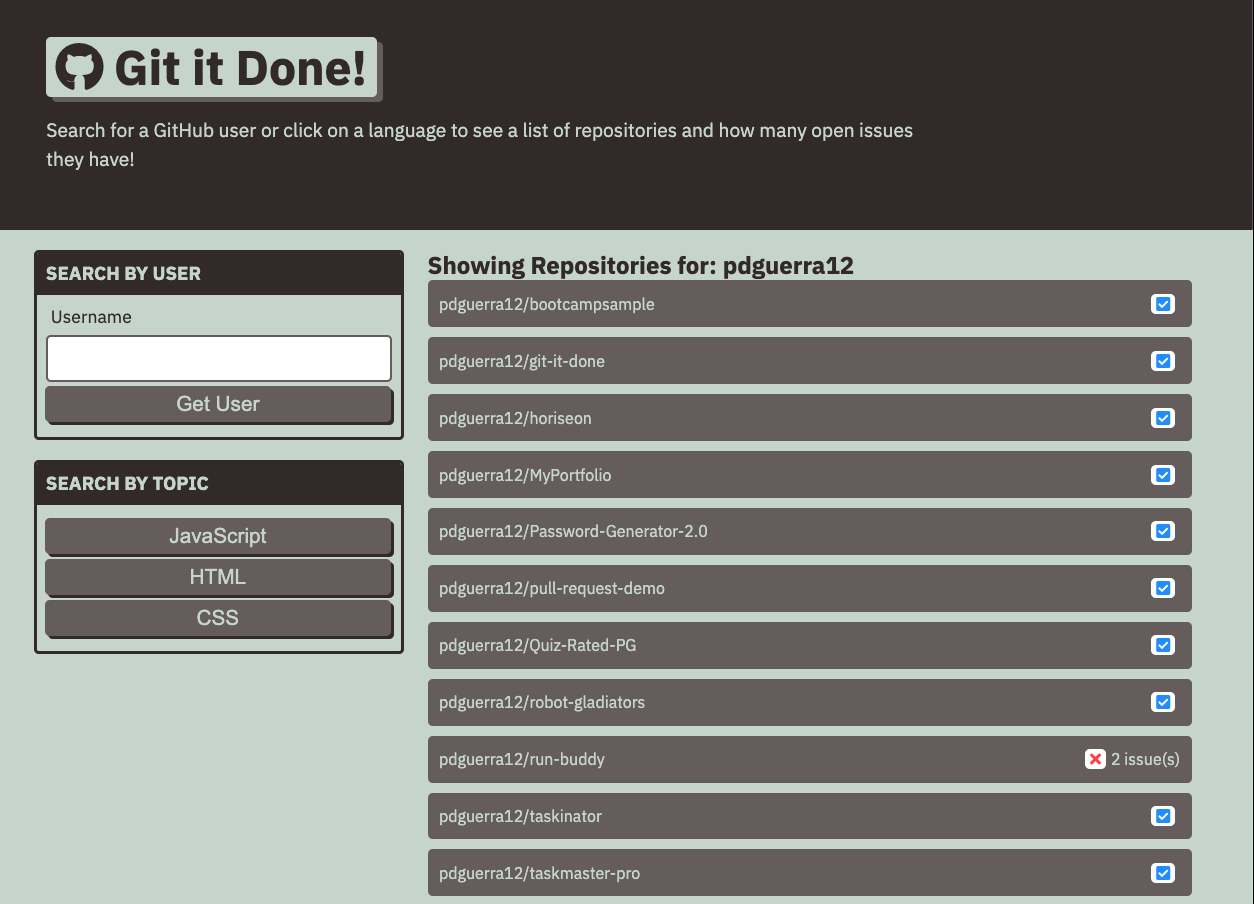 Git it Done!
Search for a GitHub user or click on a language to see a list of repositories and how many open issues
they have!
SEARCH BY USER
Username
Get User
SEARCH BY TOPIC
JavaScript
HTML
CSS
Showing Repositories for: pdguerra12
pdguerra12/bootcampsample
pdguerra12/git-it-done
pdguerra12/horiseon
pdguerra12/MyPortfolio
pdguerra12/Password-Generator-2.0
pdguerra12/pull-request-demo
pdguerra12/Quiz-Rated-PG
pdguerra12/robot-gladiators
pdguerra12/run-buddy 2 issue(s)
pdguerra12/taskinator
pdguerra12/taskmaster-pro